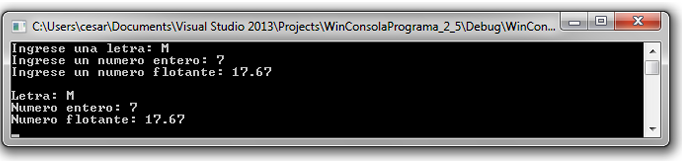 C:\Users\cesar\Documents\Visual Studio 2013\Projects\WinConsolaPrograma_2_5\Debug\WinCon...
Ingrese una letra: M
Ingrese un numero entero: 7
Ingrese un numero flotante: 17.67
Letra: M
Numero entero: 7
Numero flotante: 17.67